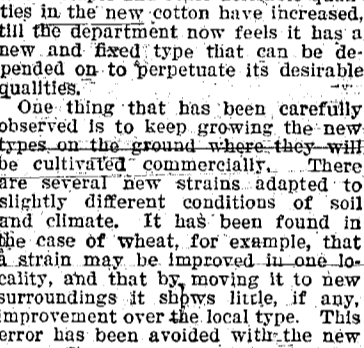 ties in the new cotton have increased,
till the department now feels it has a
new and fixed type that can be de-
pended on to perpetuate its desirable
qualities.
One thing that has been carefully
observed is to keep growing the new
types on the ground where they will
be cultivated commercially. There
are several new strains adapted to
slightly different conditions of soil
and climate. It has been found in
the case of wheat, for example, that
a strain may be improved in one lo-
cality, and that by moving it to new
surroundings it shows little, if any,
improvement over the local type. This
error has been avoided with the new